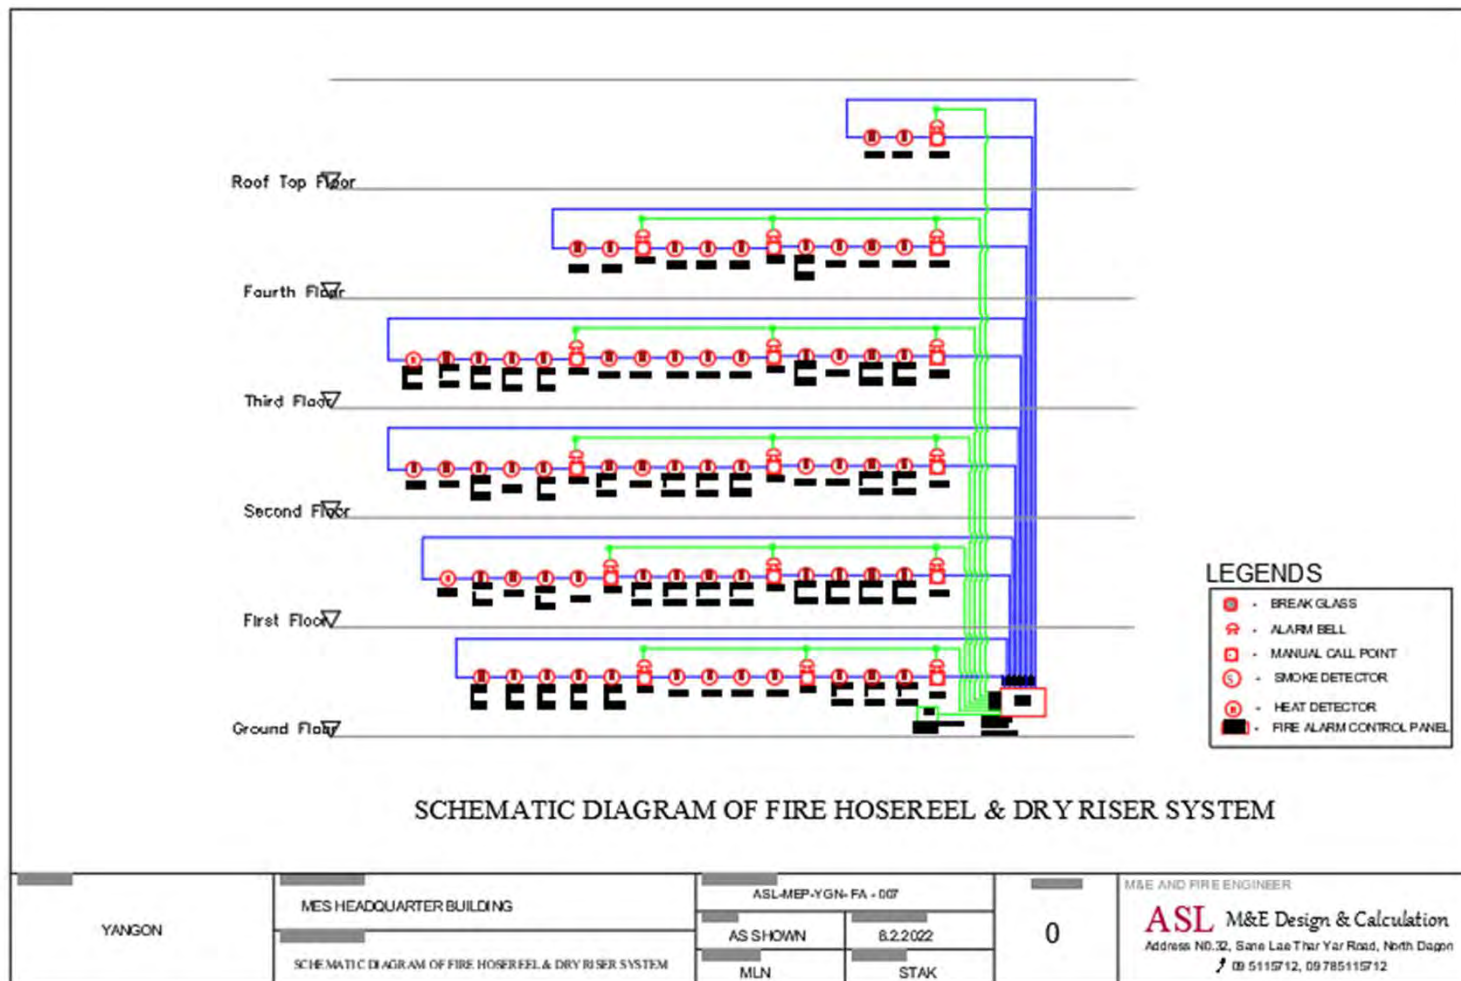 Roof Top Floor
Fourth Floor
Third Floor
Second Floor
First Floor
Ground Floor
LEGENDS
- BREAK GLASS
- ALARM BELL
- MANUAL CALL POINT
S - SMOKE DETECTOR
H - HEAT DETECTOR
- FIRE ALARM CONTROL PANEL
SCHEMATIC DIAGRAM OF FIRE HOSEREEL & DRY RISER SYSTEM
YANGON
MES HEADQUARTER BUILDING
SCHEMATIC DIAGRAM OF FIRE HOSEREEL & DRY RISER SYSTEM
ASL-MEP-YGN- FA - 007
AS SHOWN
8.2.2022
MLN
STAK
0
M&E AND FIRE ENGINEER
ASL M&E Design & Calculation
Address N0.32, Sane Lae Thar Yar Road, North Dagon
09 5115712, 09 785115712